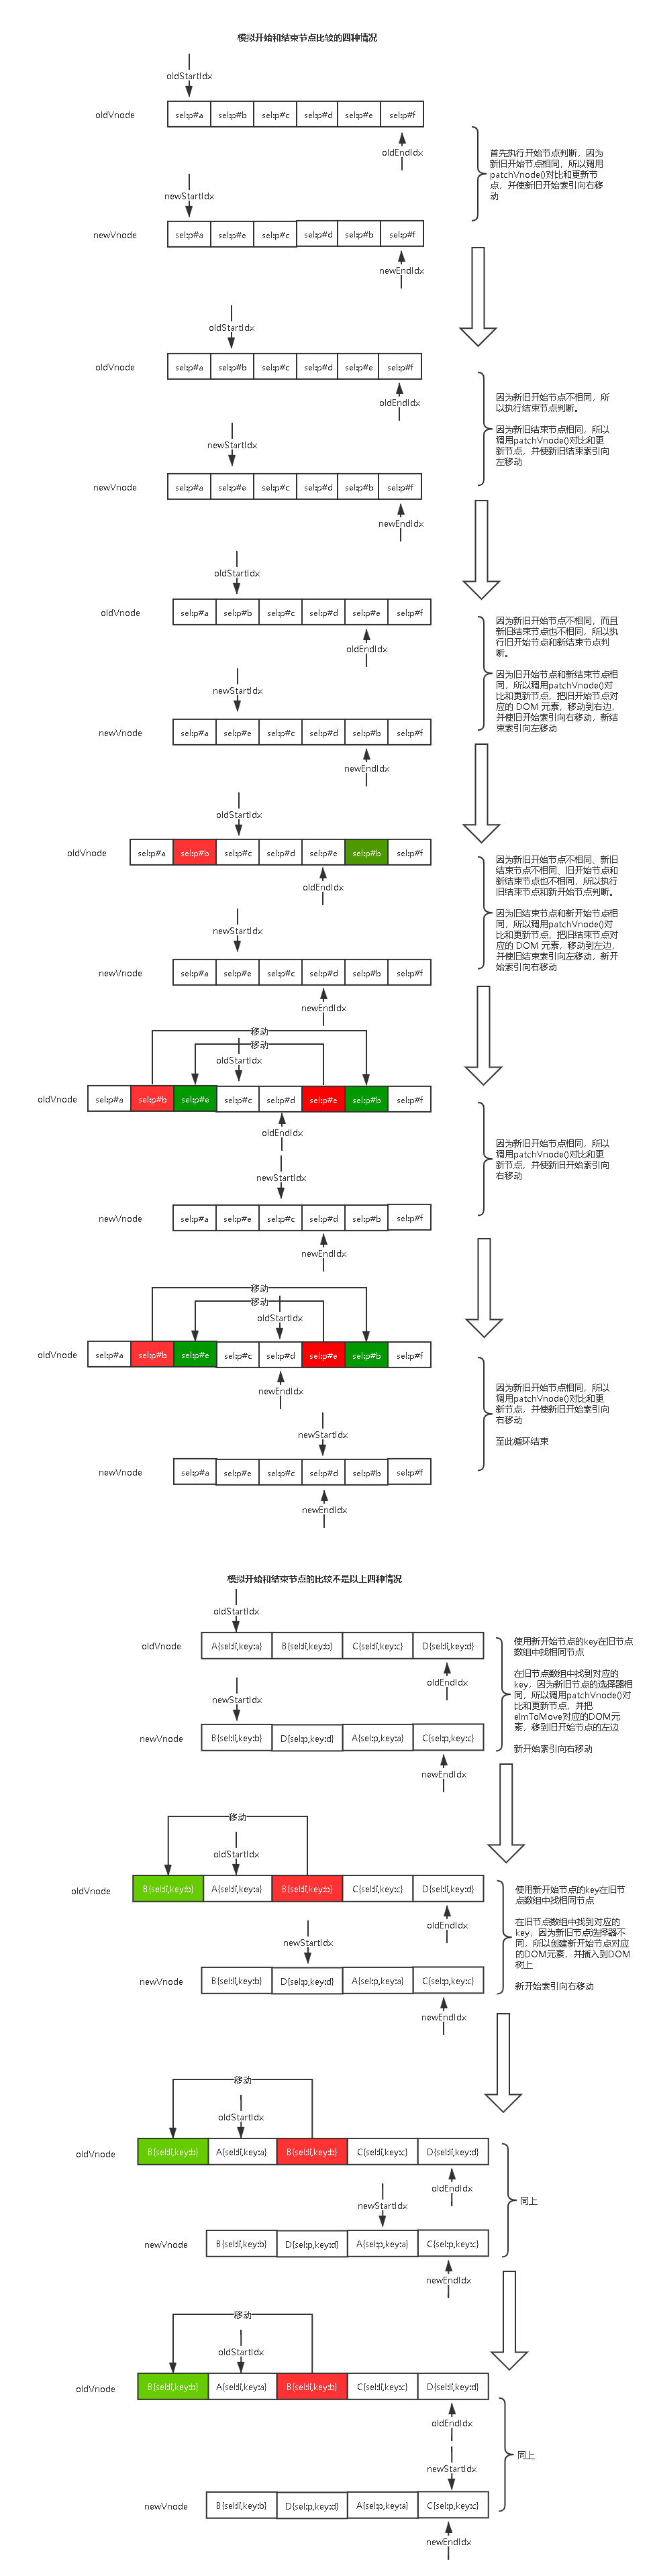 模拟开始和结束节点比较的四种情况
oldStartIdx
oldVnode
sel:p#a sel:p#b sel:p#c sel:p#d sel:p#e sel:p#f
oldEndIdx
首先执行开始节点判断，因为
新旧开始节点相同，所以调用
patchVnode()对比和更新节
点，并使新旧开始索引向右移
动
newStartIdx
newVnode
sel:p#a sel:p#e sel:p#c sel:p#d sel:p#b sel:p#f
newEndIdx
oldStartIdx
oldVnode
sel:p#a sel:p#b sel:p#c sel:p#d sel:p#e sel:p#f
oldEndIdx
因为新旧开始节点不相同，所
以执行结束节点判断。
因为新旧结束节点相同，所以
调用patchVnode()对比和更
新节点，并使新旧结束索引向
左移动
newStartIdx
newVnode
sel:p#a sel:p#e sel:p#c sel:p#d sel:p#b sel:p#f
newEndIdx
oldStartIdx
oldVnode
sel:p#a sel:p#b sel:p#c sel:p#d sel:p#e sel:p#f
oldEndIdx
因为新旧开始节点不相同，而且
新旧结束节点也不相同，所以执
行旧开始节点和新结束节点判
断。
因为旧开始节点和新结束节点相
同，所以调用patchVnode()对
比和更新节点，把旧开始节点对
应的 DOM 元素，移动到右边，
并使旧开始索引向右移动，新结
束索引向左移动
newStartIdx
newVnode
sel:p#a sel:p#e sel:p#c sel:p#d sel:p#b sel:p#f
newEndIdx
oldStartIdx
oldVnode
sel:p#a sel:p#b sel:p#c sel:p#d sel:p#e sel:p#b sel:p#f
oldEndIdx
因为新旧开始节点不相同、新旧
结束节点不相同、旧开始节点和
新结束节点也不相同，所以执行
旧结束节点和新开始节点判断。
因为旧结束节点和新开始节点相
同，所以调用patchVnode()对
比和更新节点，把旧结束节点对
应的 DOM 元素，移动到左边，
并使旧结束索引向左移动，新开
始索引向右移动
newStartIdx
newVnode
sel:p#a sel:p#e sel:p#c sel:p#d sel:p#b sel:p#f
newEndIdx
移动
移动
oldStartIdx
oldVnode
sel:p#a sel:p#b sel:p#e sel:p#c sel:p#d sel:p#e sel:p#b sel:p#f
oldEndIdx
因为新旧开始节点相同，所以
调用patchVnode()对比和更
新节点，并使新旧开始索引向
右移动
newStartIdx
newVnode
sel:p#a sel:p#e sel:p#c sel:p#d sel:p#b sel:p#f
newEndIdx
移动
移动
oldStartIdx
oldVnode
sel:p#a sel:p#b sel:p#e sel:p#c sel:p#d sel:p#e sel:p#b sel:p#f
oldEndIdx
因为新旧开始节点相同，所以
调用patchVnode()对比和更
新节点，并使新旧开始索引向
右移动
至此循环结束
newStartIdx
newVnode
sel:p#a sel:p#e sel:p#c sel:p#d sel:p#b sel:p#f
newEndIdx
模拟开始和结束节点的比较不是以上四种情况
oldStartIdx
oldVnode
A{sel:l,key:a} B{sel:l,key:b} C{sel:l,key:c} D{sel:l,key:d}
oldEndIdx
使用新开始节点的key在旧节点
数组中找相同节点
在旧节点数组中找到对应的
key，因为新旧节点的选择器相
同，所以调用patchVnode()对
比和更新节点，并把
elmToMove对应的DOM元
素，移到旧开始节点的左边
新开始索引向右移动
newStartIdx
newVnode
B{sel:l,key:b} D{sel:p,key:d} A{sel:p,key:a} C{sel:p,key:c}
newEndIdx
移动
oldStartIdx
oldVnode
B{sel:l,key:b} A{sel:l,key:a} B{sel:l,key:b} C{sel:l,key:c} D{sel:l,key:d}
oldEndIdx
使用新开始节点的key在旧节
点数组中找相同节点
在旧节点数组中找到对应的
key，因为新旧节点选择器不
同，所以创建新开始节点对应
的DOM元素，并插入到DOM
树上
新开始索引向右移动
newStartIdx
newVnode
B{sel:l,key:b} D{sel:p,key:d} A{sel:p,key:a} C{sel:p,key:c}
newEndIdx
移动
oldStartIdx
oldVnode
B{sel:l,key:b} A{sel:l,key:a} B{sel:l,key:b} C{sel:l,key:c} D{sel:l,key:d}
oldEndIdx
同上
newStartIdx
newVnode
B{sel:l,key:b} D{sel:p,key:d} A{sel:p,key:a} C{sel:p,key:c}
newEndIdx
移动
oldStartIdx
oldVnode
B{sel:l,key:b} A{sel:l,key:a} B{sel:l,key:b} C{sel:l,key:c} D{sel:l,key:d}
oldEndIdx
同上
newStartIdx
newVnode
B{sel:l,key:b} D{sel:p,key:d} A{sel:p,key:a} C{sel:p,key:c}
newEndIdx